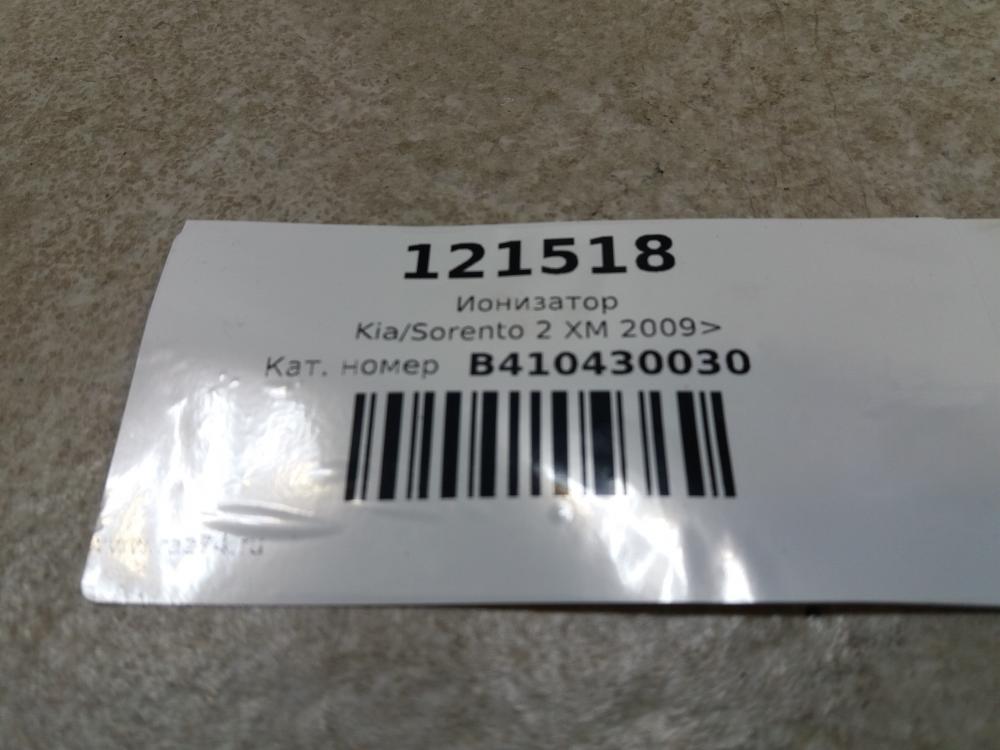 121518
Ионизатор
Kia/Sorento 2 XM 2009>
Кат. номер B410430030